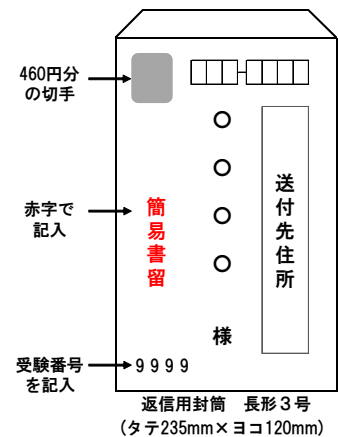 460円分
の切手
赤字で
記入
簡易書留
○○○○様
送付先住所
受験番号
を記入
9999
返信用封筒　長形３号
(タテ235mm×ヨコ120mm)